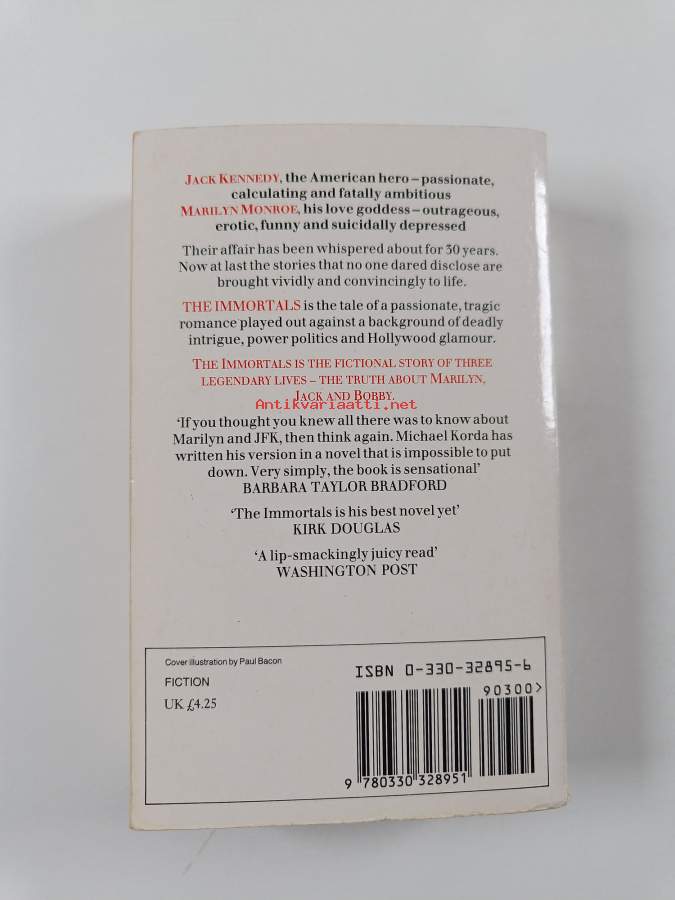 JACK KENNEDY, the American hero – passionate,
calculating and fatally ambitious
MARILYN MONROE, his love goddess – outrageous,
erotic, funny and suicidally depressed
Their affair has been whispered about for 30 years.
Now at last the stories that no one dared disclose are
brought vividly and convincingly to life.
THE IMMORTALS is the tale of a passionate, tragic
romance played out against a background of deadly
intrigue, power politics and Hollywood glamour.
THE IMMORTALS IS THE FICTIONAL STORY OF THREE
LEGENDARY LIVES – THE TRUTH ABOUT MARILYN,
JACK AND BOBBY.
Antikvariaatti.net
‘If you thought you knew all there was to know about
Marilyn and JFK, then think again. Michael Korda has
written his version in a novel that is impossible to put
down. Very simply, the book is sensational’
BARBARA TAYLOR BRADFORD
‘The Immortals is his best novel yet’
KIRK DOUGLAS
‘A lip-smackingly juicy read’
WASHINGTON POST
Cover illustration by Paul Bacon
FICTION
UK £4.25
ISBN 0-330-32895-6
90300>
9 780330 328951